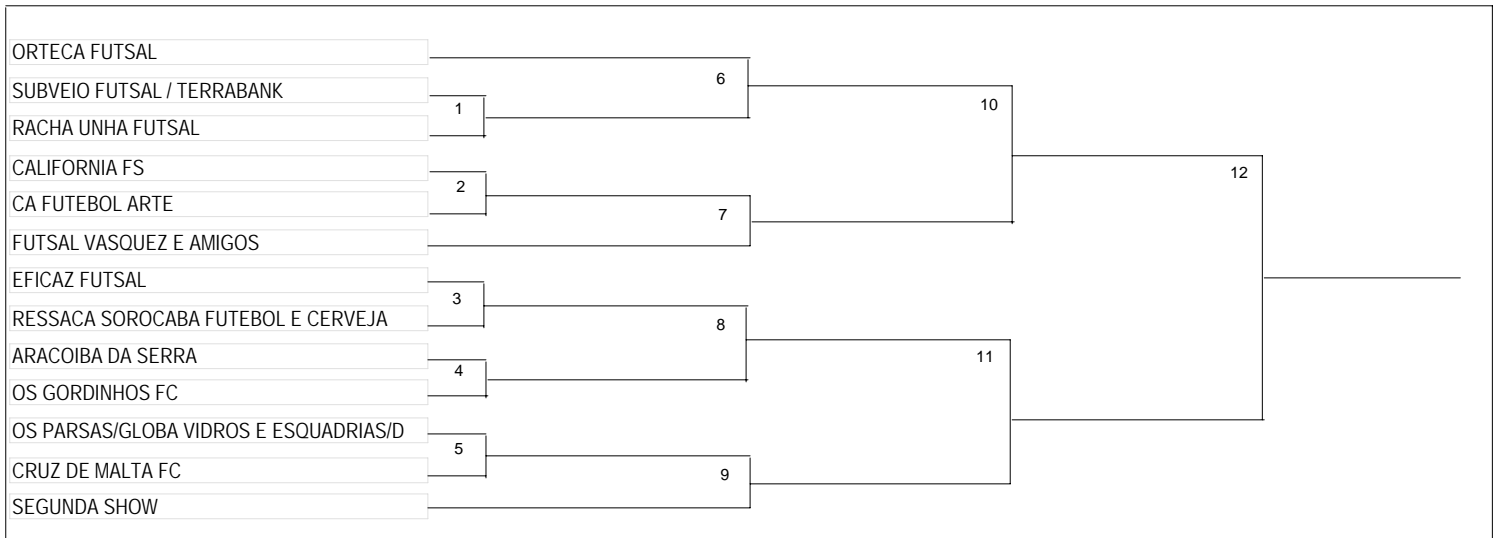 ORTECA FUTSAL
6
SUBVEIO FUTSAL / TERRABANK
1
10
RACHA UNHA FUTSAL
CALIFORNIA FS
12
2
CA FUTEBOL ARTE
7
FUTSAL VASQUEZ E AMIGOS
EFICAZ FUTSAL
3
RESSACA SOROCABA FUTEBOL E CERVEJA
8
ARACOIBA DA SERRA
11
4
OS GORDINHOS FC
OS PARSAS/GLOBA VIDROS E ESQUADRIAS/D
5
CRUZ DE MALTA FC
9
SEGUNDA SHOW